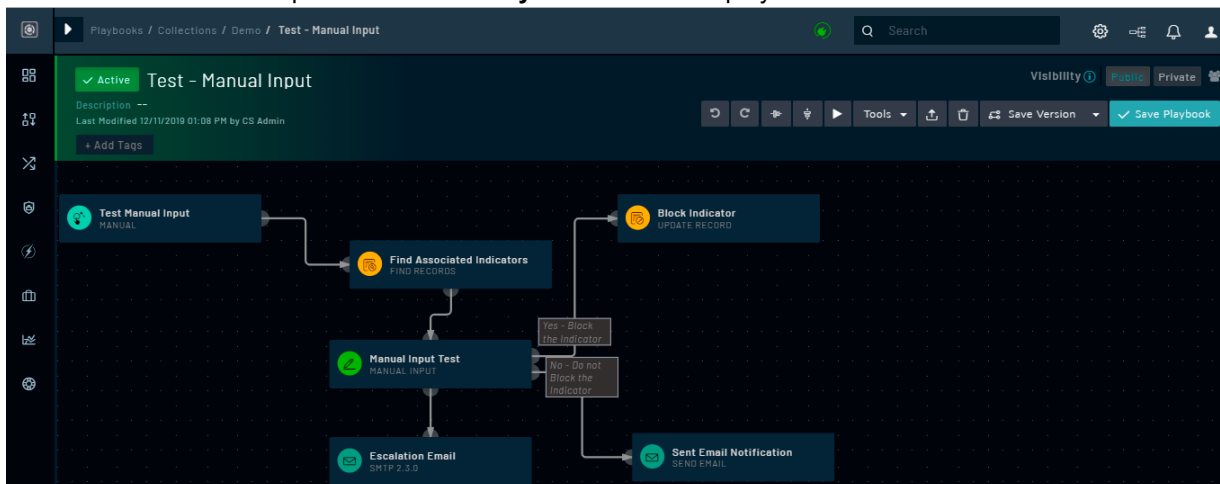 Playbooks / Collections / Demo / Test - Manual Input
Search
✓ Active Test - Manual Input
Visibility Public Private
Description --
Last Modified 12/11/2019 01:08 PM by CS Admin
Tools Save Version ✓ Save Playbook
+ Add Tags
Test Manual Input
MANUAL
Block Indicator
UPDATE RECORD
Find Associated Indicators
FIND RECORDS
Yes - Block
the Indicator
Manual Input Test
MANUAL INPUT
No - Do not
Block the
Indicator
Escalation Email
SMTP 2.3.0
Sent Email Notification
SEND EMAIL